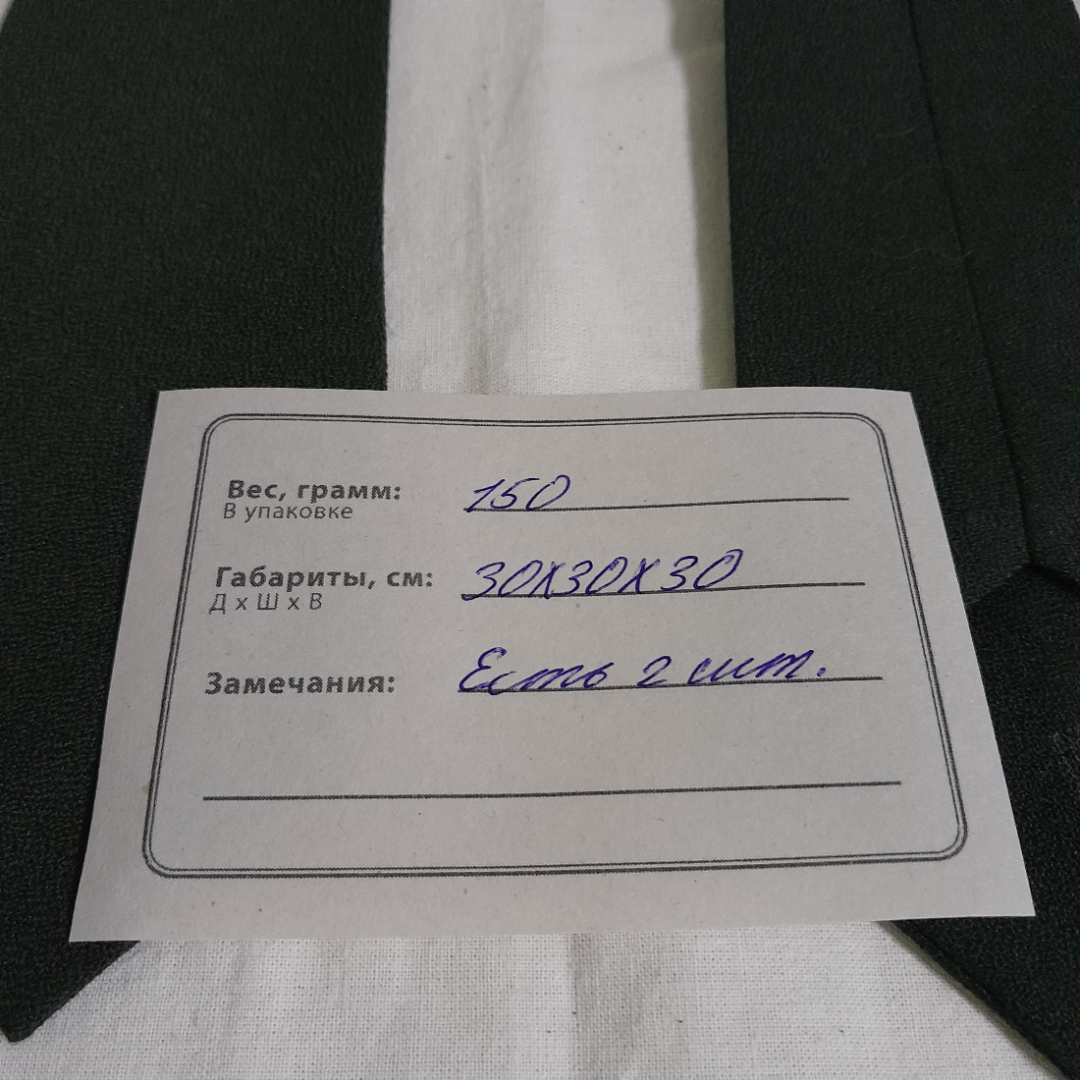 Вес, грамм: 150
В упаковке
Габариты, см: 30х30х30
Д х Ш х В
Замечания: Есть 2 шт.